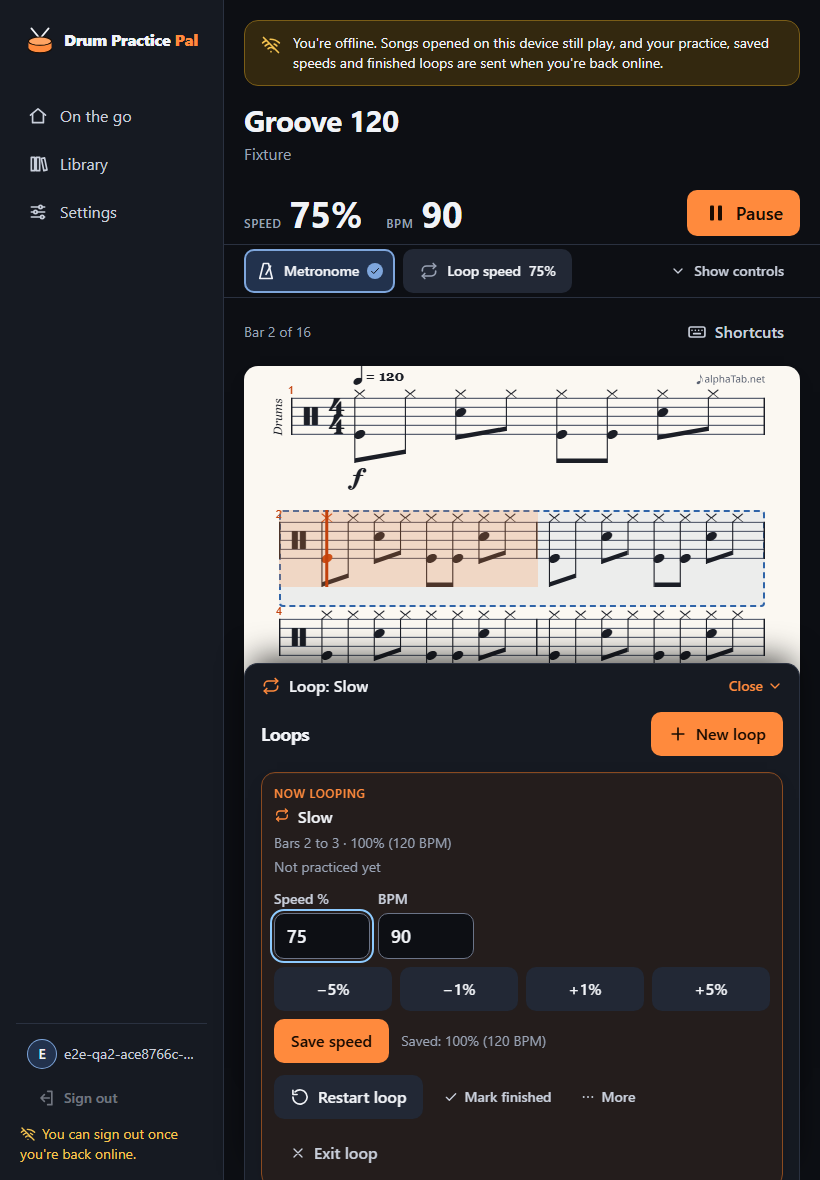 Drum Practice Pal
On the go
Library
Settings
e2e-qa2-ace8766c-...
E
Sign out
You can sign out once
you're back online.
You're offline. Songs opened on this device still play, and your practice, saved
speeds and finished loops are sent when you're back online.
Groove 120
Fixture
SPEED 75% BPM 90
Pause
Metronome
Loop speed 75%
Show controls
Bar 2 of 16
Shortcuts
= 120
alphaTab.net
1
Drums
4
4
f
2
4
Loop: Slow
Close
Loops
New loop
NOW LOOPING
Slow
Bars 2 to 3 · 100% (120 BPM)
Not practiced yet
Speed % BPM
75 90
−5% −1% +1% +5%
Save speed
Saved: 100% (120 BPM)
Restart loop
Mark finished
More
Exit loop